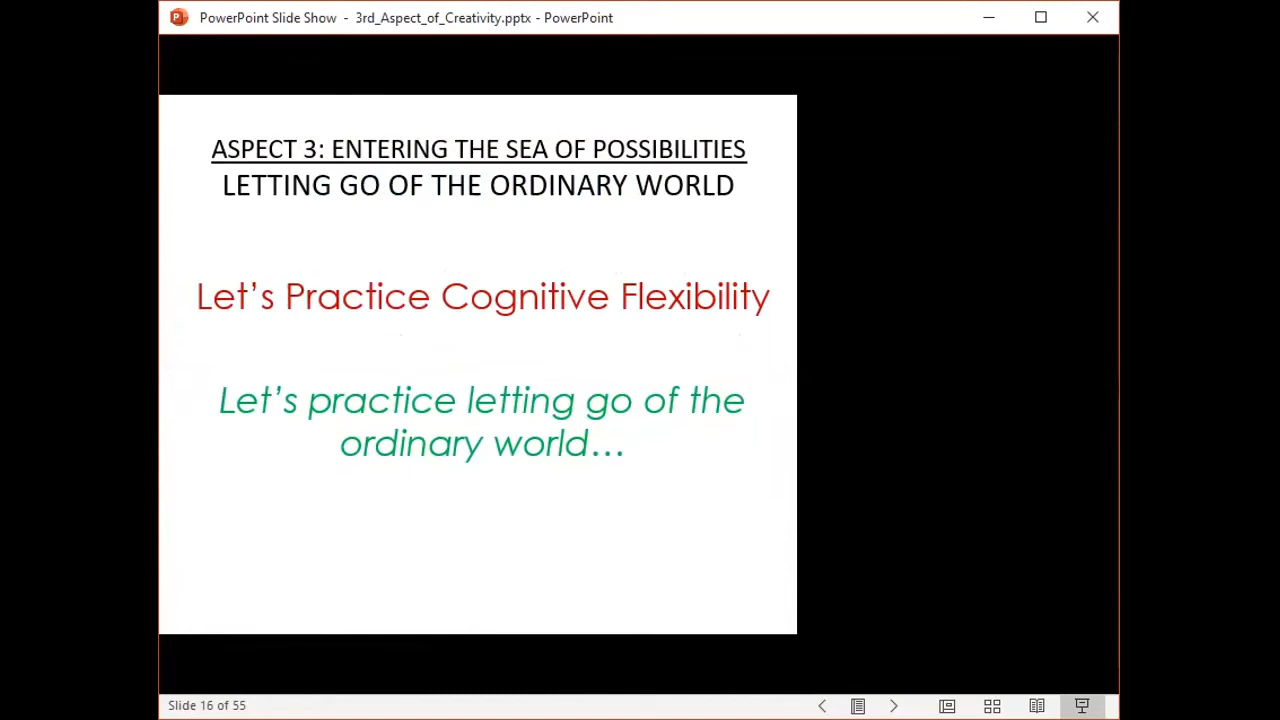 PowerPoint Slide Show - 3rd_Aspect_of_Creativity.pptx - PowerPoint
ASPECT 3: ENTERING THE SEA OF POSSIBILITIES
LETTING GO OF THE ORDINARY WORLD
Let’s Practice Cognitive Flexibility
Let’s practice letting go of the
ordinary world…
Slide 16 of 55